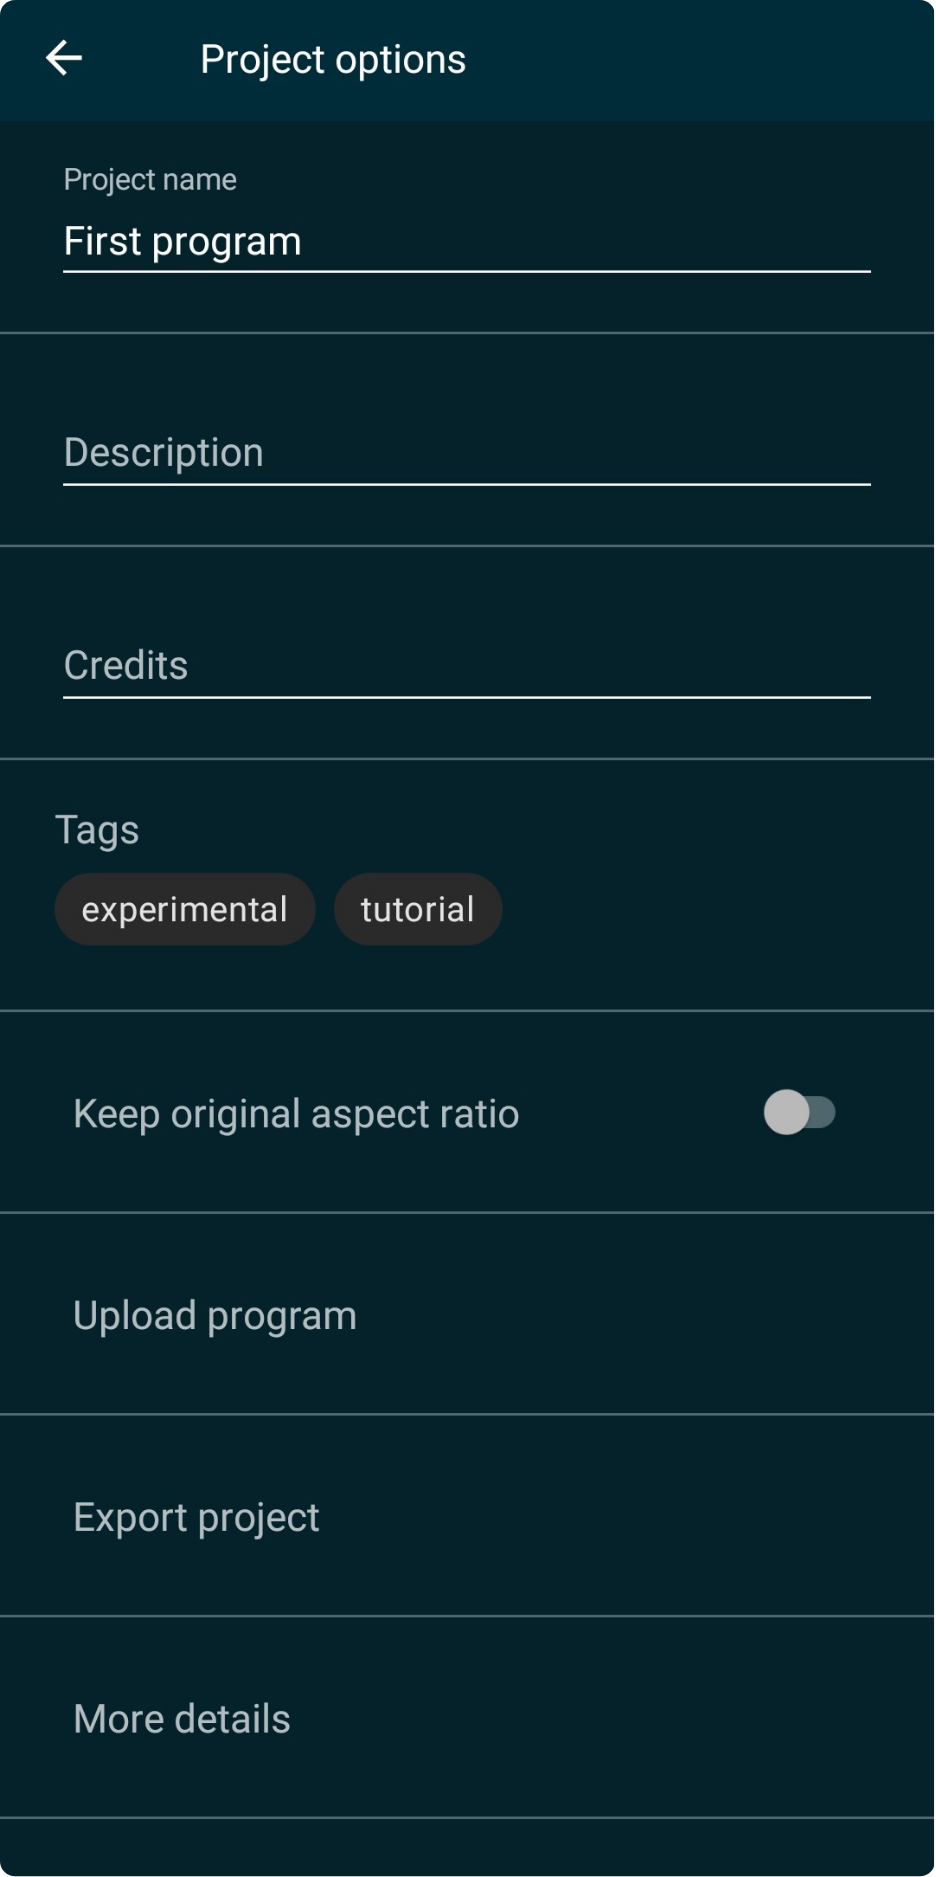 Project options
Project name
First program
Description
Credits
Tags
experimental tutorial
Keep original aspect ratio
Upload program
Export project
More details